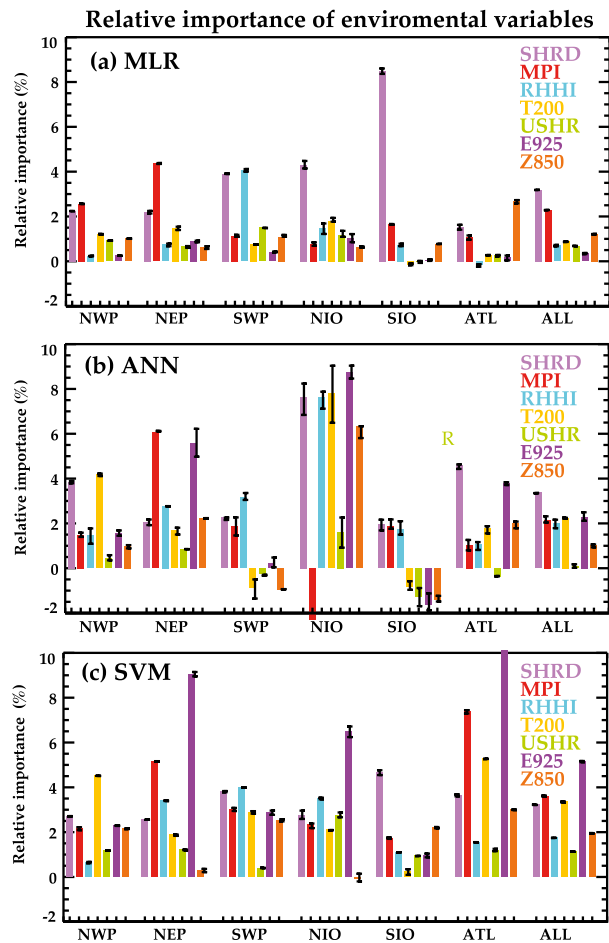 Relative importance of enviromental variables
(a) MLR
Relative importance (%)
10
8
6
4
2
0
-2
SHRD
MPI
RHHI
T200
USHR
E925
Z850
NWP NEP SWP NIO SIO ATL ALL
(b) ANN
Relative importance (%)
10
8
6
4
2
0
-2
R
SHRD
MPI
RHHI
T200
USHR
E925
Z850
NWP NEP SWP NIO SIO ATL ALL
(c) SVM
Relative importance (%)
10
8
6
4
2
0
-2
SHRD
MPI
RHHI
T200
USHR
E925
Z850
NWP NEP SWP NIO SIO ATL ALL